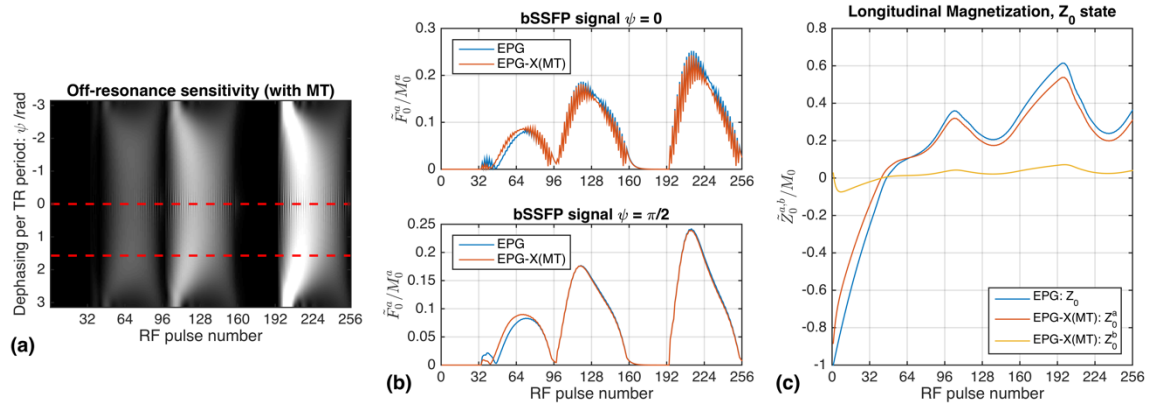 Off-resonance sensitivity (with MT)
Dephasing per TR period: ψ /rad
-3
-2
-1
0
1
2
3
32 64 96 128 160 192 224 256
RF pulse number
(a)
bSSFP signal ψ = 0
EPG
EPG-X(MT)
F̃₀ᵃ/M₀ᵃ
0.3
0.2
0.1
0
0 32 64 96 128 160 192 224 256
bSSFP signal ψ = π/2
EPG
EPG-X(MT)
F̃₀ᵃ/M₀ᵃ
0.25
0.2
0.15
0.1
0.05
0
0 32 64 96 128 160 192 224 256
RF pulse number
(b)
Longitudinal Magnetization, Z₀ state
Z̃₀ᵃ,ᵇ/M₀
0.8
0.6
0.4
0.2
0
-0.2
-0.4
-0.6
-0.8
-1
EPG: Z₀
EPG-X(MT): Z₀ᵃ
EPG-X(MT): Z₀ᵇ
0 32 64 96 128 160 192 224 256
RF pulse number
(c)